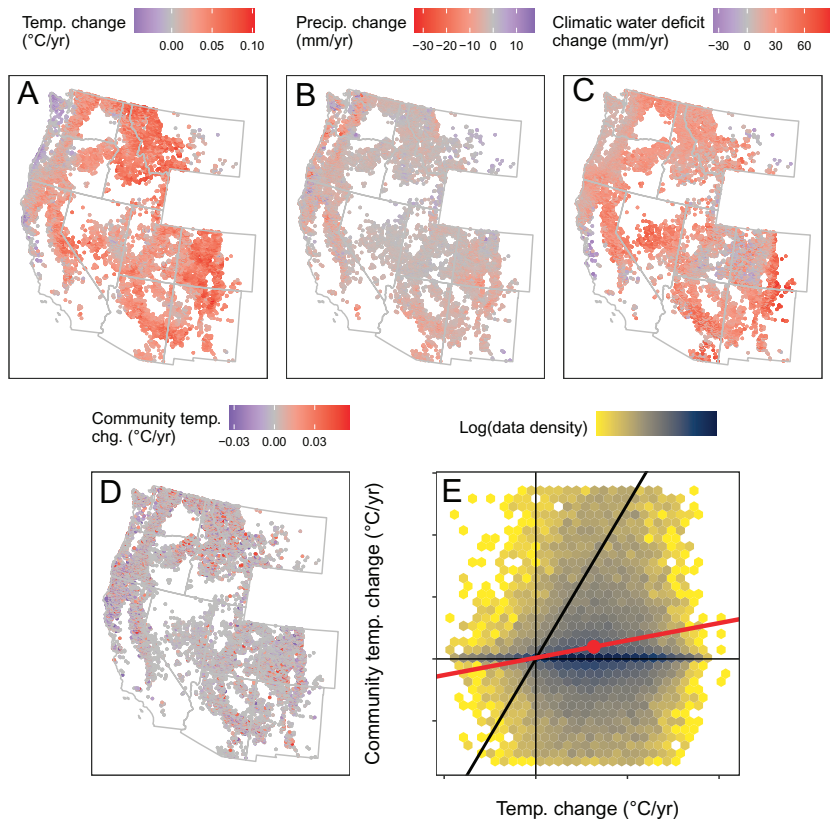 Temp. change
(°C/yr)
0.00 0.05 0.10
Precip. change
(mm/yr)
−30 −20 −10 0 10
Climatic water deficit
change (mm/yr)
−30 0 30 60
A
B
C
Community temp.
chg. (°C/yr)
−0.03 0.00 0.03
Log(data density)
D
E
Community temp. change (°C/yr)
Temp. change (°C/yr)